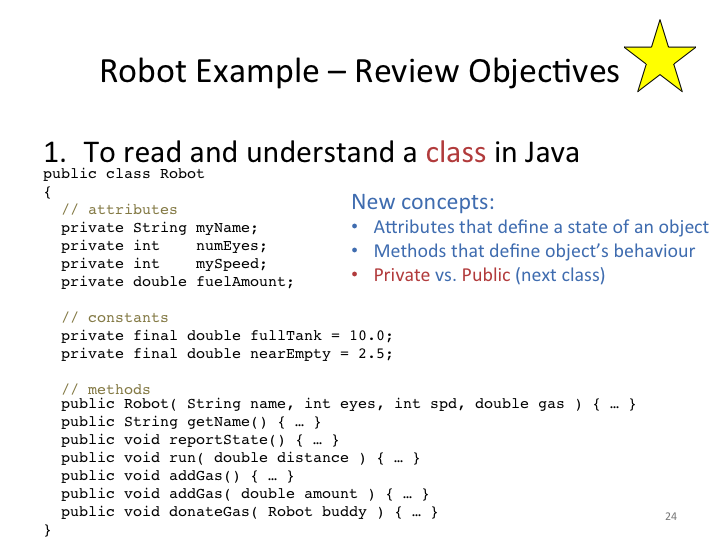 Robot Example – Review Objectives
1. To read and understand a class in Java
public class Robot
{
// attributes
private String myName;
private int    numEyes;
private int    mySpeed;
private double fuelAmount;
New concepts:
• Attributes that define a state of an object
• Methods that define object's behaviour
• Private vs. Public (next class)
// constants
private final double fullTank = 10.0;
private final double nearEmpty = 2.5;
// methods
public Robot( String name, int eyes, int spd, double gas ) { … }
public String getName() { … }
public void reportState() { … }
public void run( double distance ) { … }
public void addGas() { … }
public void addGas( double amount ) { … }
public void donateGas( Robot buddy ) { … }
}
24